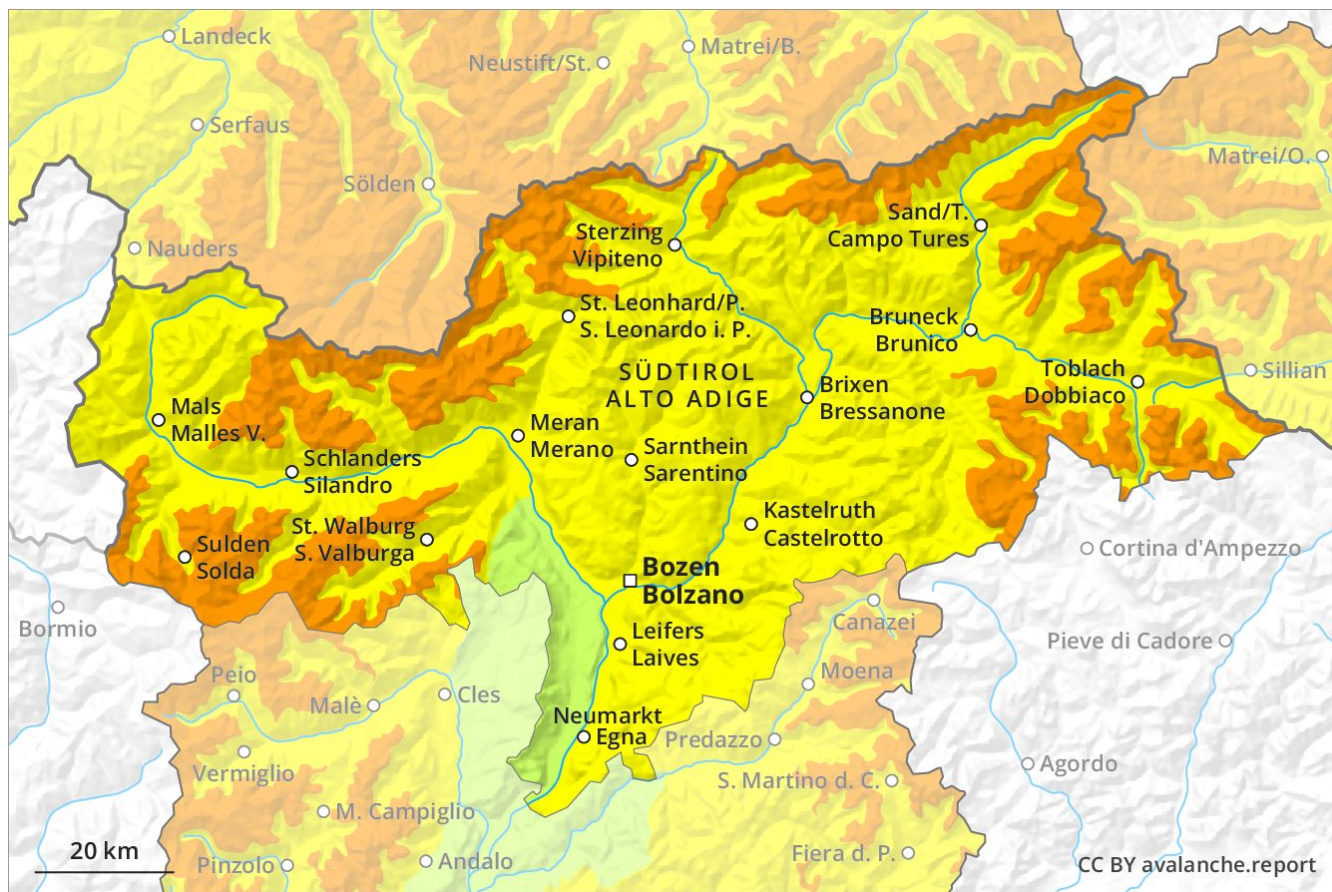 Landeck
Matrei/B.
Neustift/St.
Serfaus
Matrei/O.
Sölden
Sand/T.
Campo Tures
Sterzing
Vipiteno
Nauders
St. Leonhard/P.
S. Leonardo i. P.
Bruneck
Brunico
SÜDTIROL
ALTO ADIGE
Toblach
Dobbiaco
Sillian
Brixen
Bressanone
Mals
Malles V.
Meran
Merano
Sarnthein
Sarentino
Schlanders
Silandro
Kastelruth
Castelrotto
St. Walburg
S. Valburga
Sulden
Solda
Cortina d'Ampezzo
Bozen
Bolzano
Bormio
Canazei
Leifers
Laives
Pieve di Cadore
Peio
Moena
Malè
Cles
Neumarkt
Egna
Predazzo
Vermiglio
Agordo
S. Martino d. C.
M. Campiglio
20 km
Andalo
Fiera d. P.
Pinzolo
CC BY avalanche.report